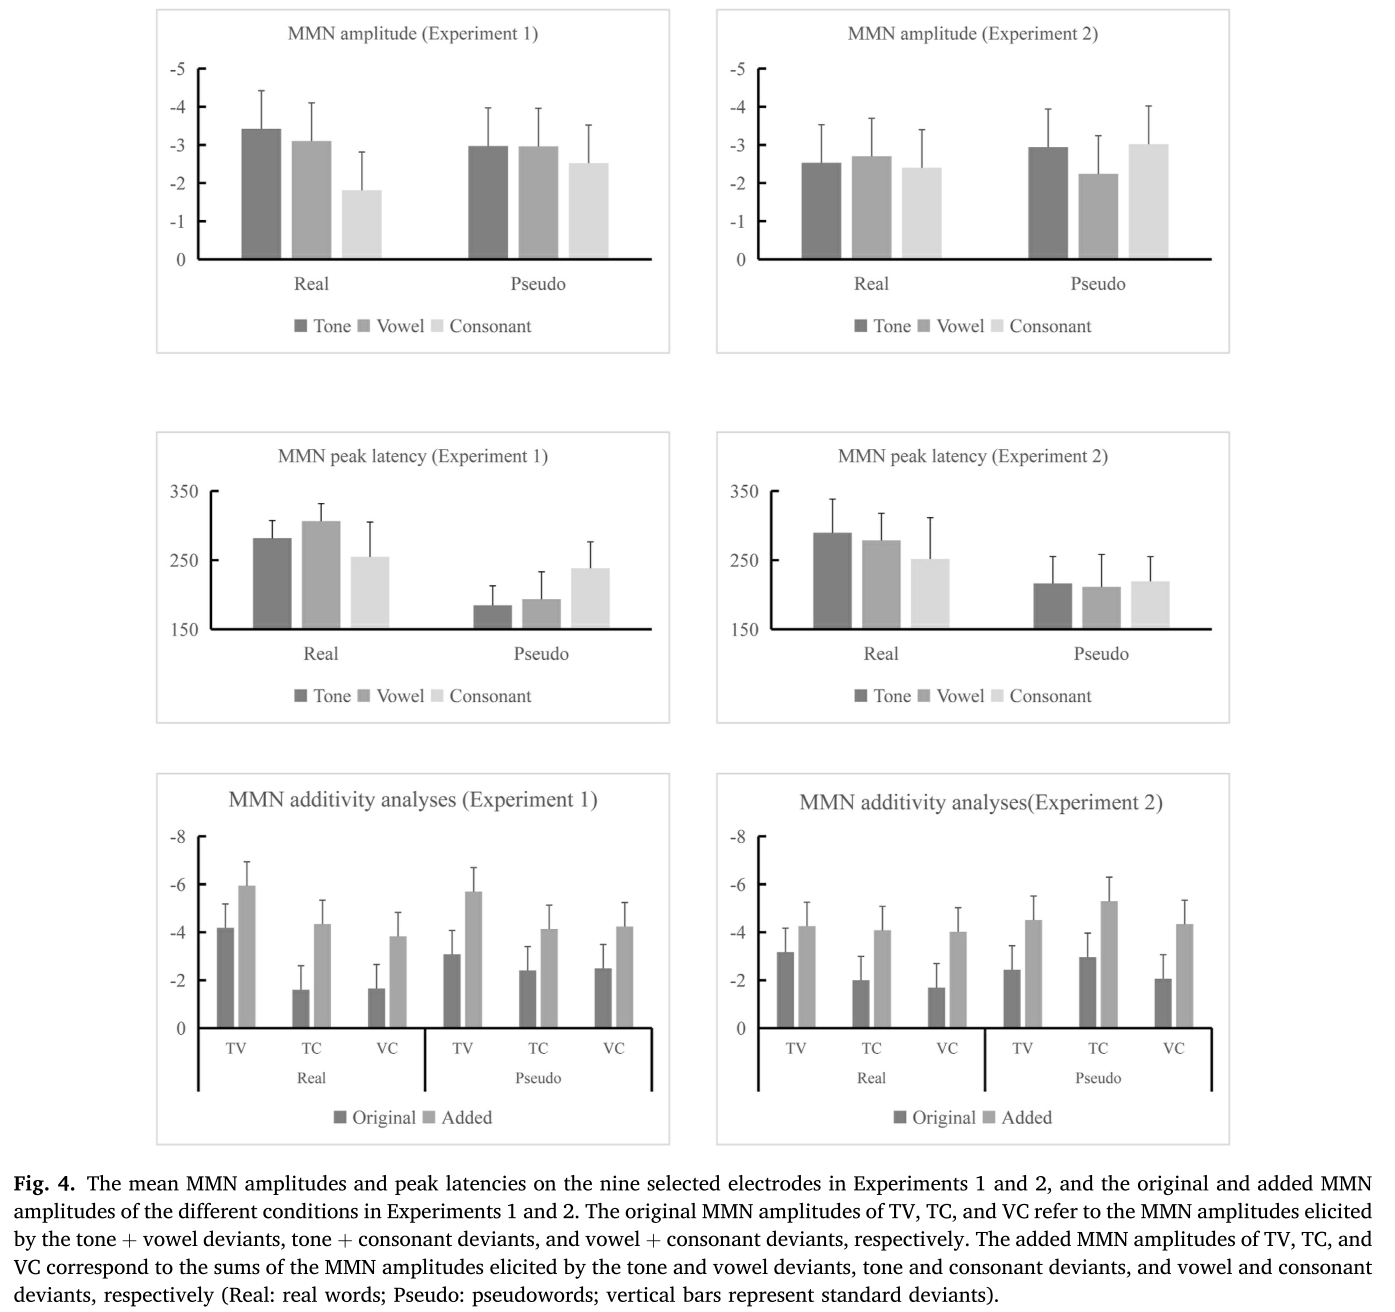 MMN amplitude (Experiment 1)
-5
-4
-3
-2
-1
0
Real Pseudo
Tone Vowel Consonant
MMN amplitude (Experiment 2)
-5
-4
-3
-2
-1
0
Real Pseudo
Tone Vowel Consonant
MMN peak latency (Experiment 1)
350
250
150
Real Pseudo
Tone Vowel Consonant
MMN peak latency (Experiment 2)
350
250
150
Real Pseudo
Tone Vowel Consonant
MMN additivity analyses (Experiment 1)
-8
-6
-4
-2
0
TV TC VC TV TC VC
Real Pseudo
Original Added
MMN additivity analyses(Experiment 2)
-8
-6
-4
-2
0
TV TC VC TV TC VC
Real Pseudo
Original Added
Fig. 4. The mean MMN amplitudes and peak latencies on the nine selected electrodes in Experiments 1 and 2, and the original and added MMN
amplitudes of the different conditions in Experiments 1 and 2. The original MMN amplitudes of TV, TC, and VC refer to the MMN amplitudes elicited
by the tone + vowel deviants, tone + consonant deviants, and vowel + consonant deviants, respectively. The added MMN amplitudes of TV, TC, and
VC correspond to the sums of the MMN amplitudes elicited by the tone and vowel deviants, tone and consonant deviants, and vowel and consonant
deviants, respectively (Real: real words; Pseudo: pseudowords; vertical bars represent standard deviants).